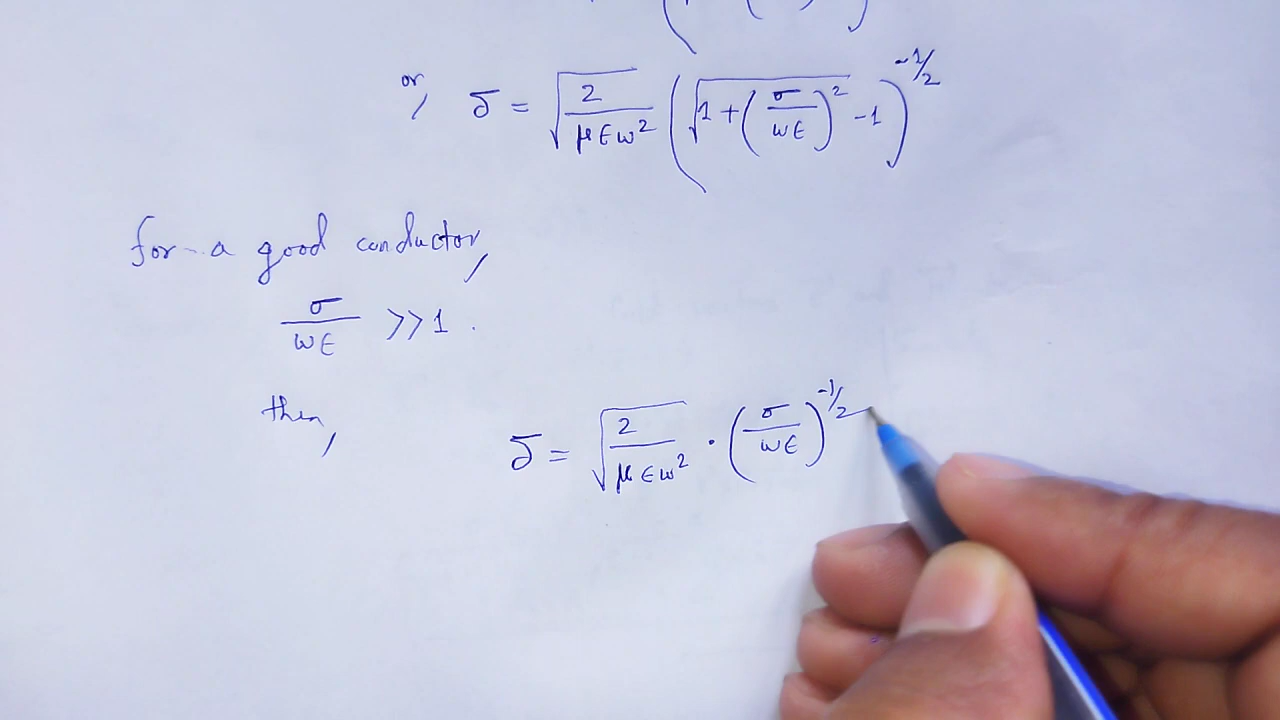 or, δ = √(2/μεω²) (√(1 + (σ/ωε)²) - 1)^(-1/2)
for a good conductor,
σ/ωε >> 1.
then, δ = √(2/μεω²) · (σ/ωε)^(-1/2)